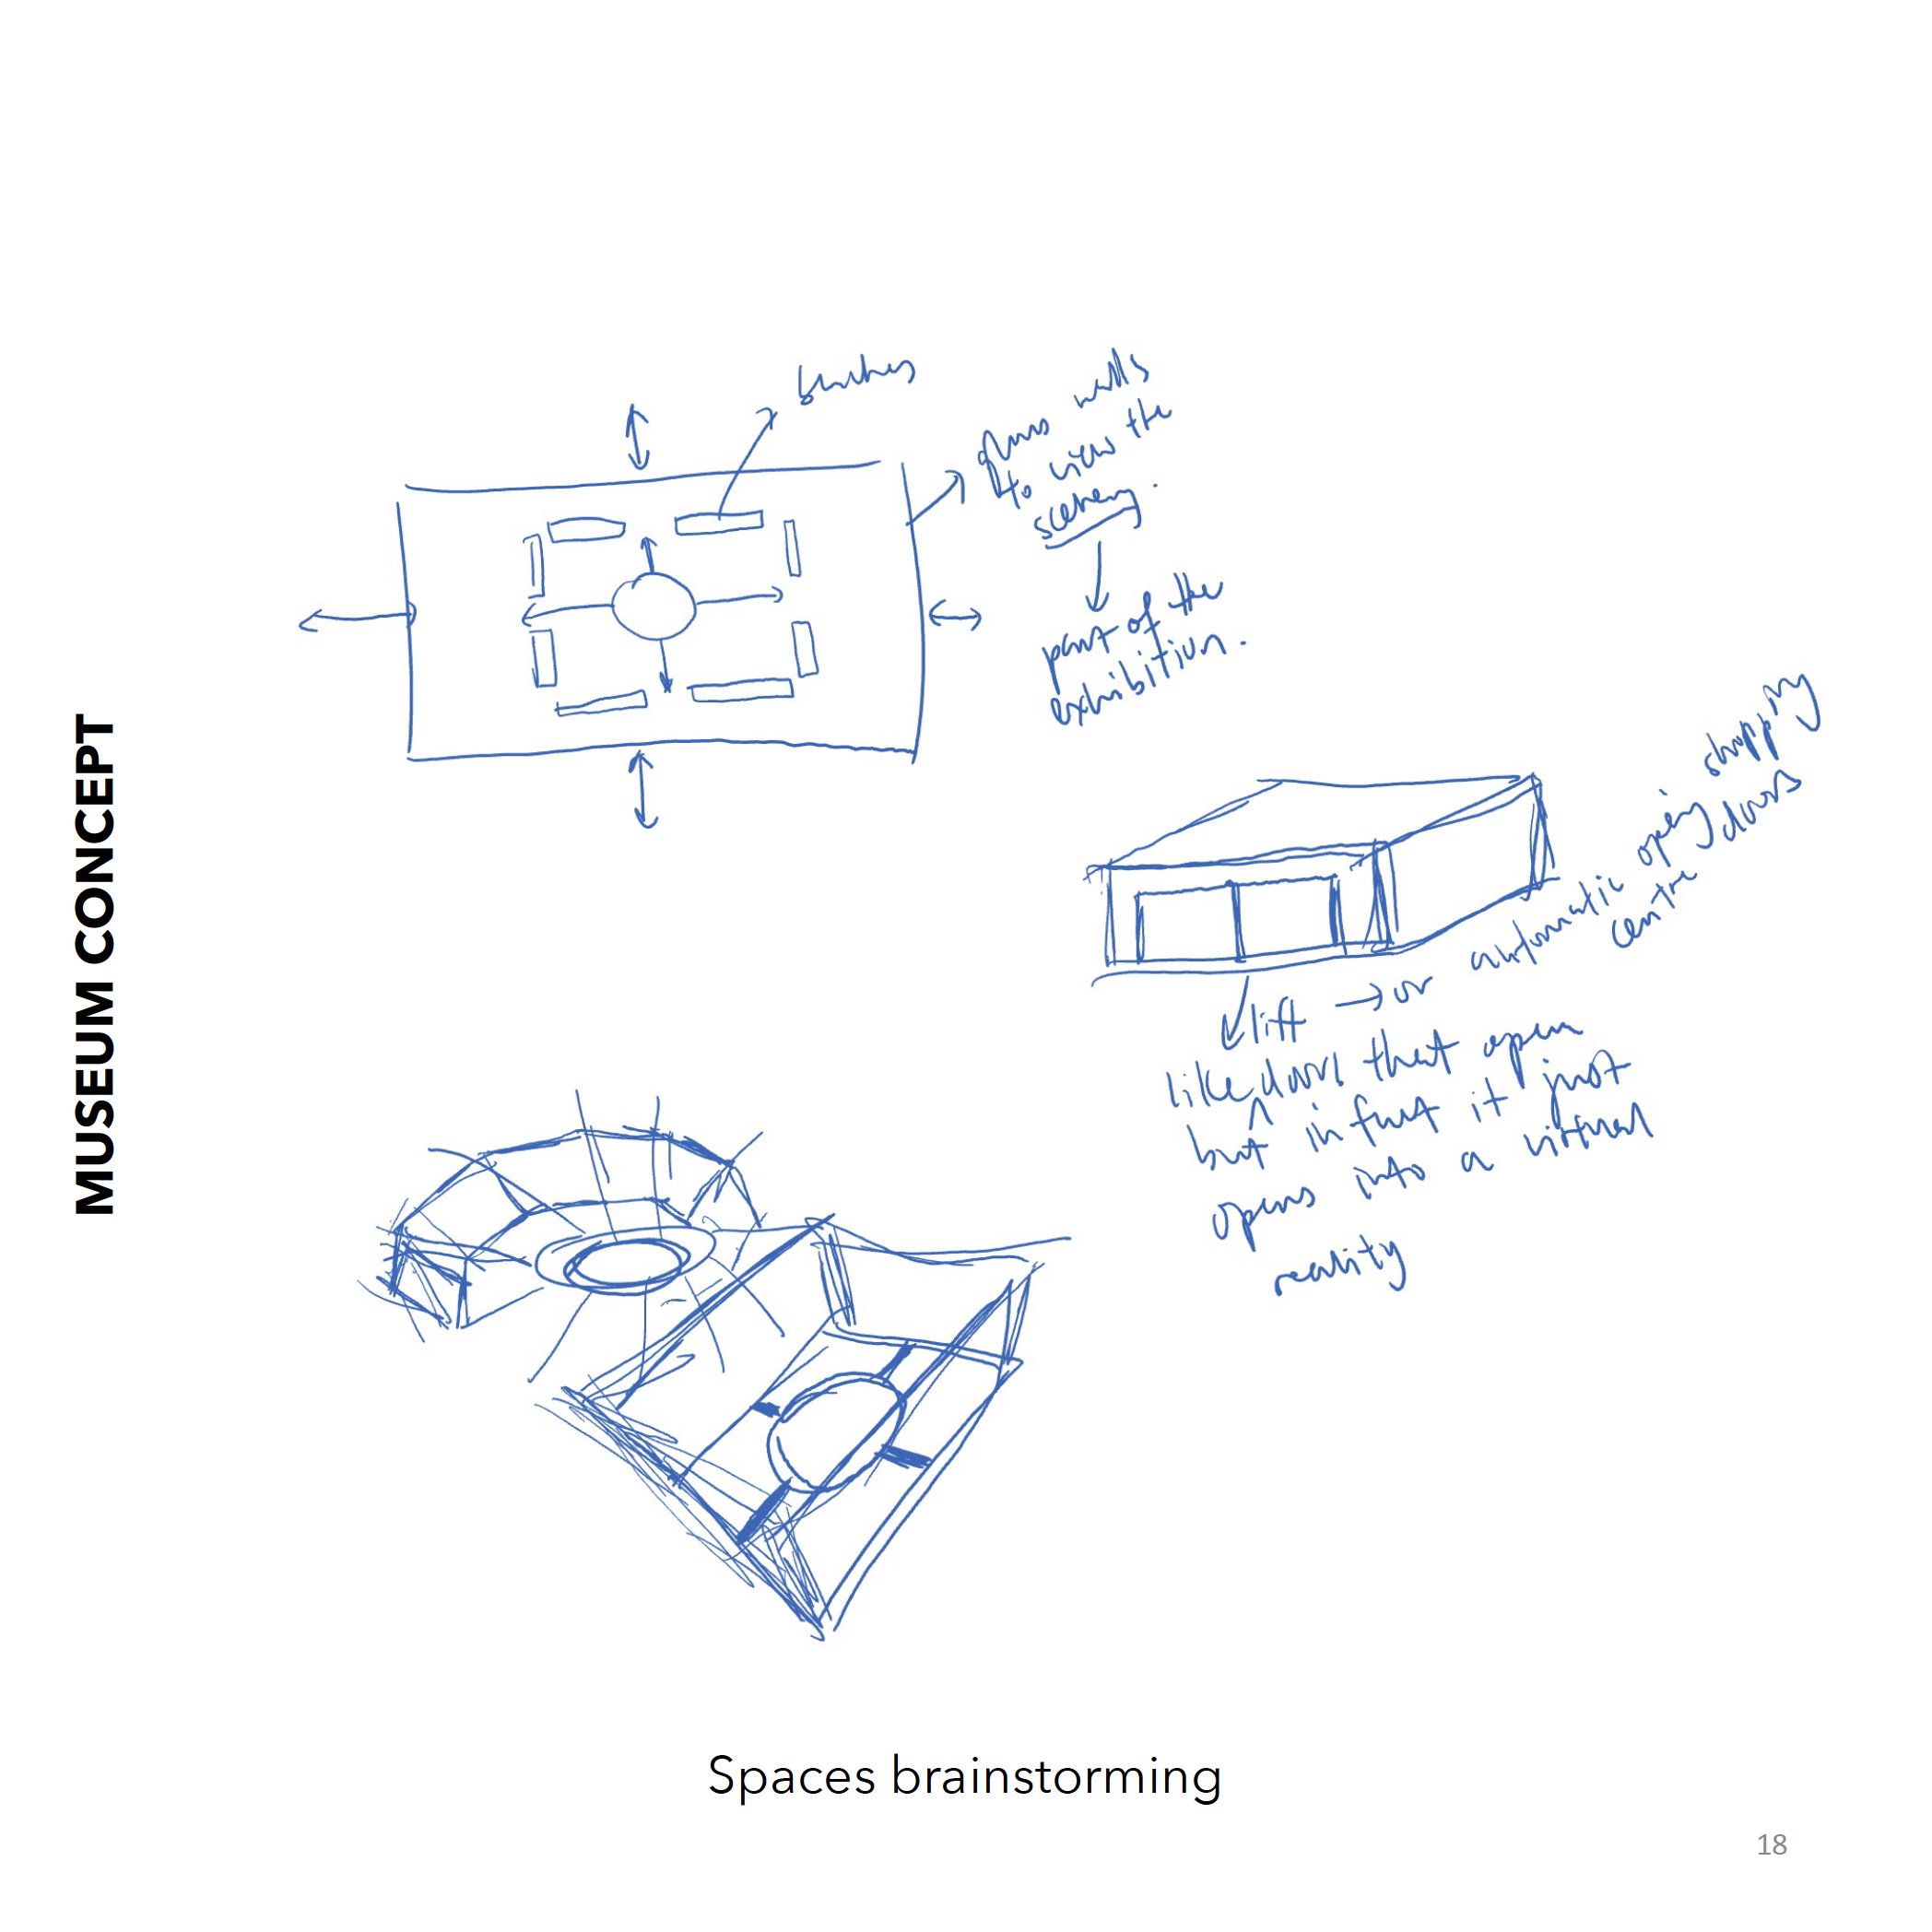 MUSEUM CONCEPT
benches
glass walls
to view the
scenery.
part of the
exhibition.
lift → or automatic opening shopping
centre doors
like doors that open
but in fact it just
opens into a virtual
reality
Spaces brainstorming
18